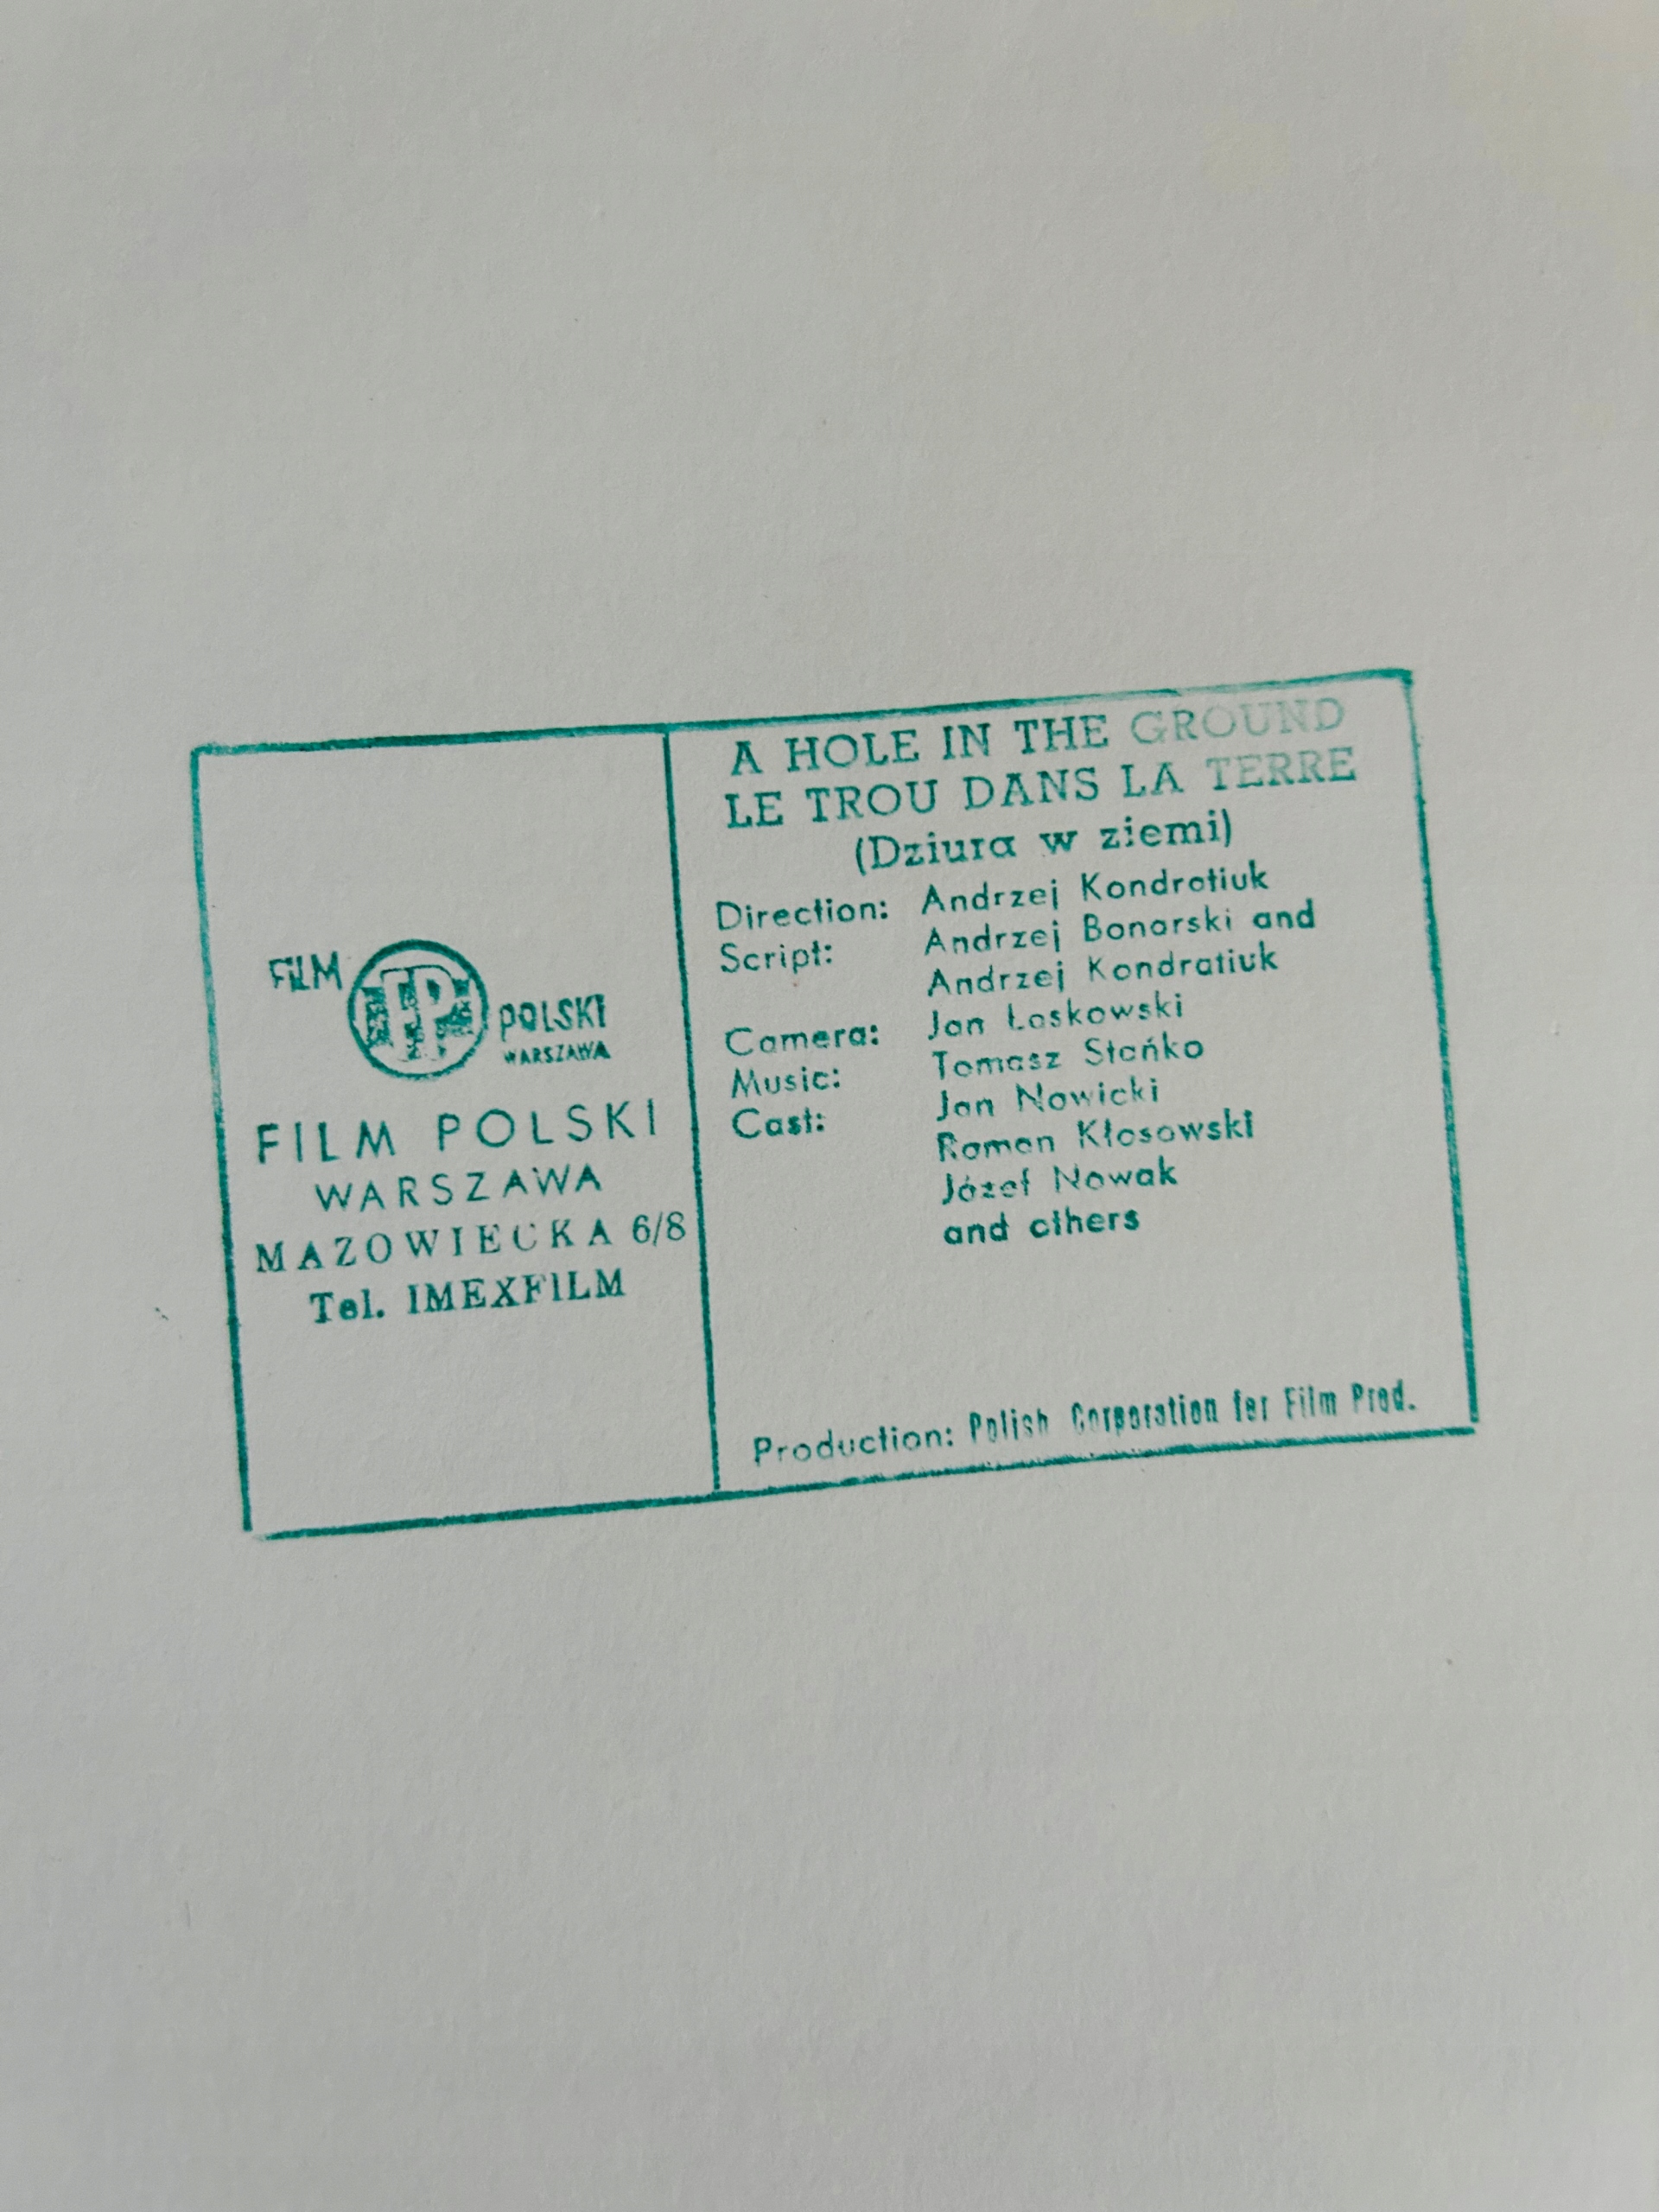 FILM FP POLSKI
WARSZAWA
FILM POLSKI
WARSZAWA
MAZOWIECKA 6/8
Tel. IMEXFILM
A HOLE IN THE GROUND
LE TROU DANS LA TERRE
(Dziura w ziemi)
Direction: Andrzej Kondratiuk
Script: Andrzej Bonarski and
Andrzej Kondratiuk
Camera: Jan Laskowski
Music: Tomasz Stańko
Cast: Jan Nowicki
Roman Kłosowski
Józef Nowak
and others
Production: Polish Corporation for Film Prod.